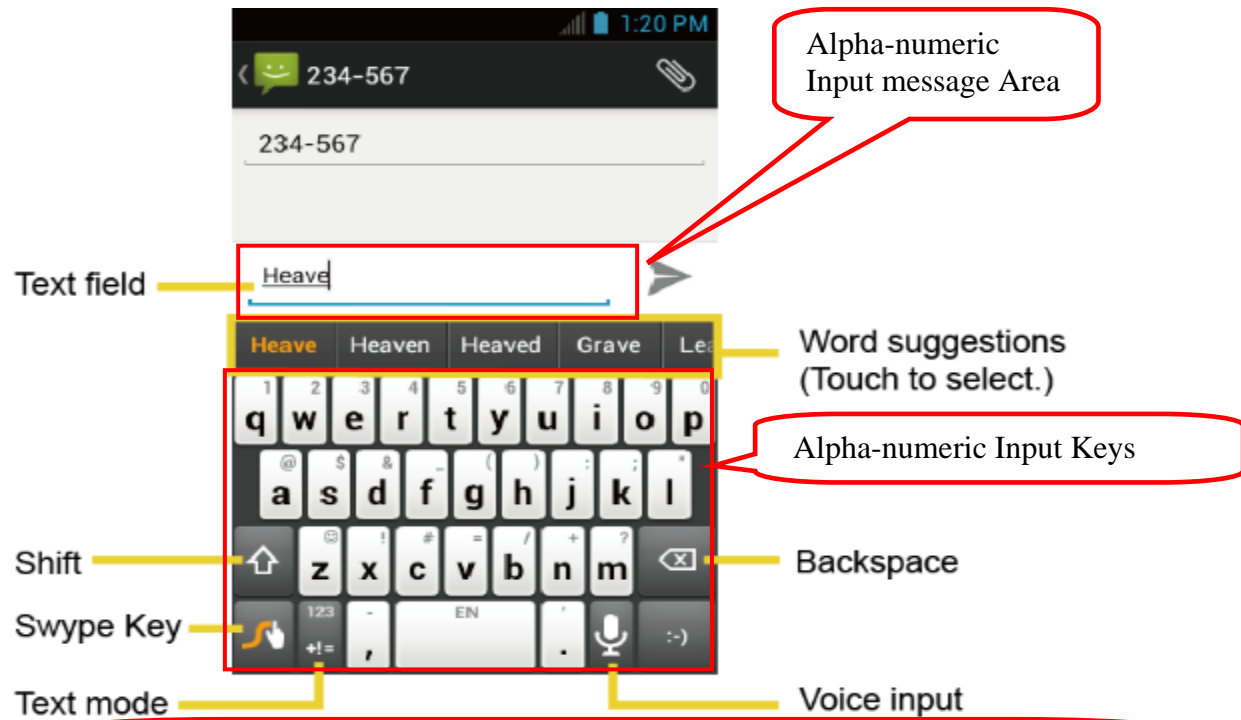 1:20 PM
Alpha-numeric
Input message Area
234-567
234-567
Text field
Heave
Heave Heaven Heaved Grave Lea
Word suggestions
(Touch to select.)
1 2 3 4 5 6 7 8 9 0
q w e r t y u i o p
Alpha-numeric Input Keys
@ $ & _ ( ) : ; "
a s d f g h j k l
Shift
! # = / + ?
z x c v b n m
Backspace
Swype Key
123 - EN '
+!= , . :-)
Text mode
Voice input